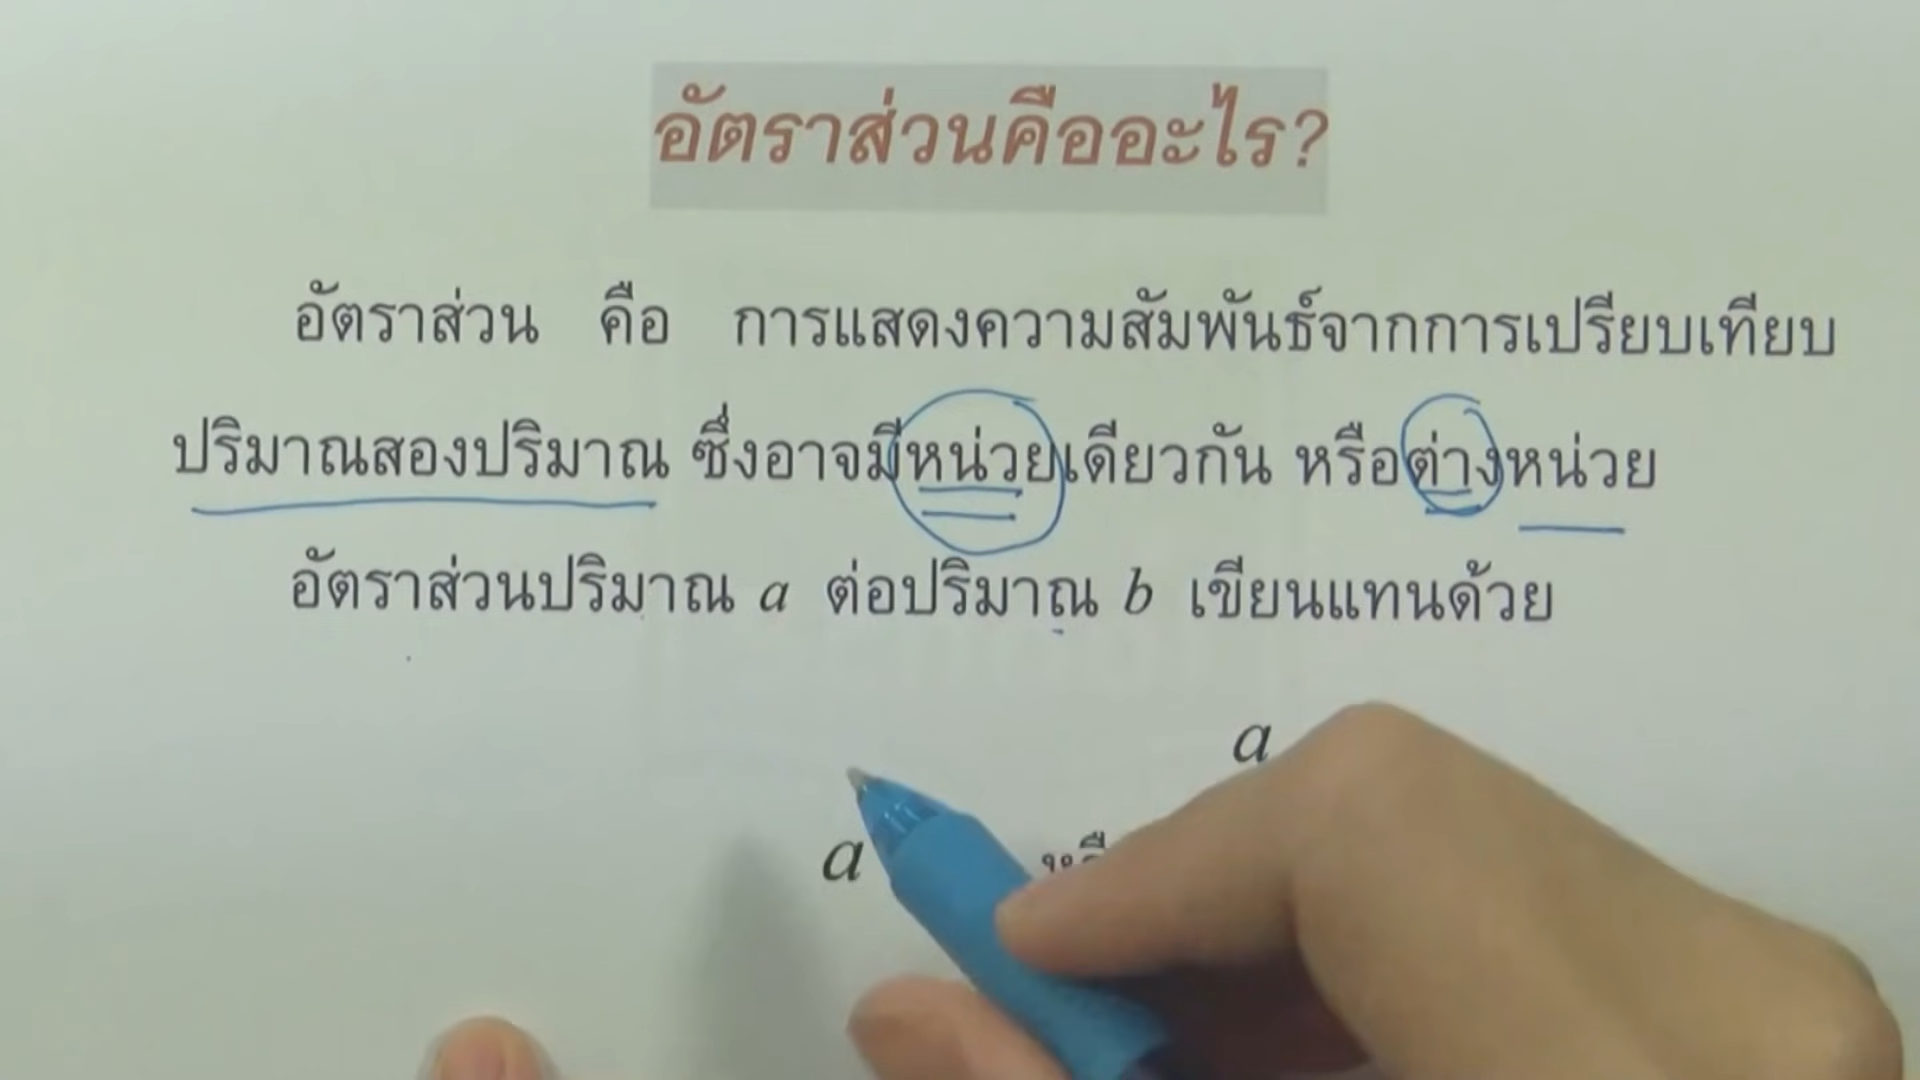 อัตราส่วนคืออะไร?
อัตราส่วน คือ การแสดงความสัมพันธ์จากการเปรียบเทียบ
ปริมาณสองปริมาณ ซึ่งอาจมีหน่วยเดียวกัน หรือต่างหน่วย
อัตราส่วนปริมาณ a ต่อปริมาณ b เขียนแทนด้วย
a
a